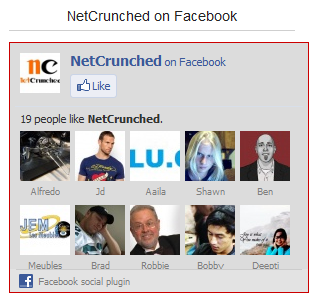 NetCrunched on Facebook
nc
NetCrunched
NetCrunched on Facebook
Like
19 people like NetCrunched.
LU.C
Alfredo
Jd
Aaila
Shawn
Ben
JEM
Meubles
Brad
Robbie
Bobby
Deepti
Facebook social plugin